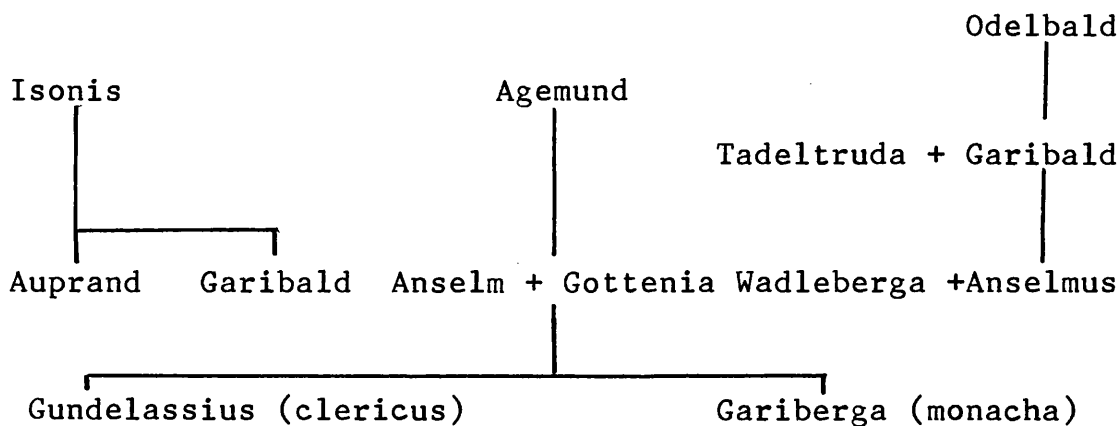 Odelbald
Isonis Agemund
Tadeltruda + Garibald
Auprand Garibald Anselm + Gottenia Wadleberga +Anselmus
Gundelassius (clericus) Gariberga (monacha)